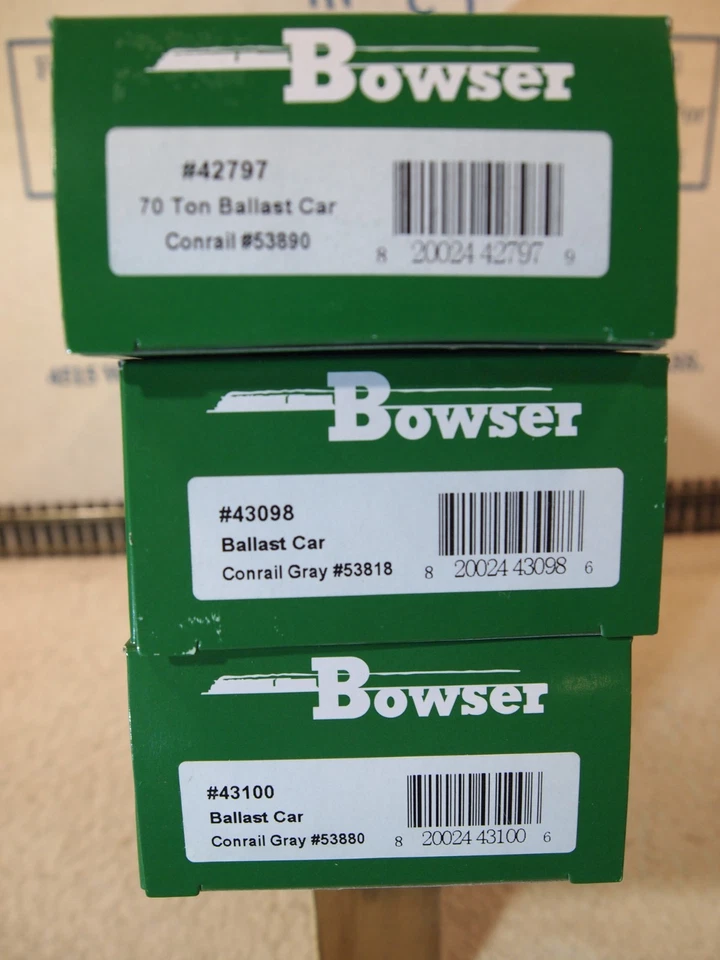 Bowser
#42797
70 Ton Ballast Car
Conrail #53890
8 20024 42797 9
Bowser
#43098
Ballast Car
Conrail Gray #53818
8 20024 43098 6
Bowser
#43100
Ballast Car
Conrail Gray #53880
8 20024 43100 6